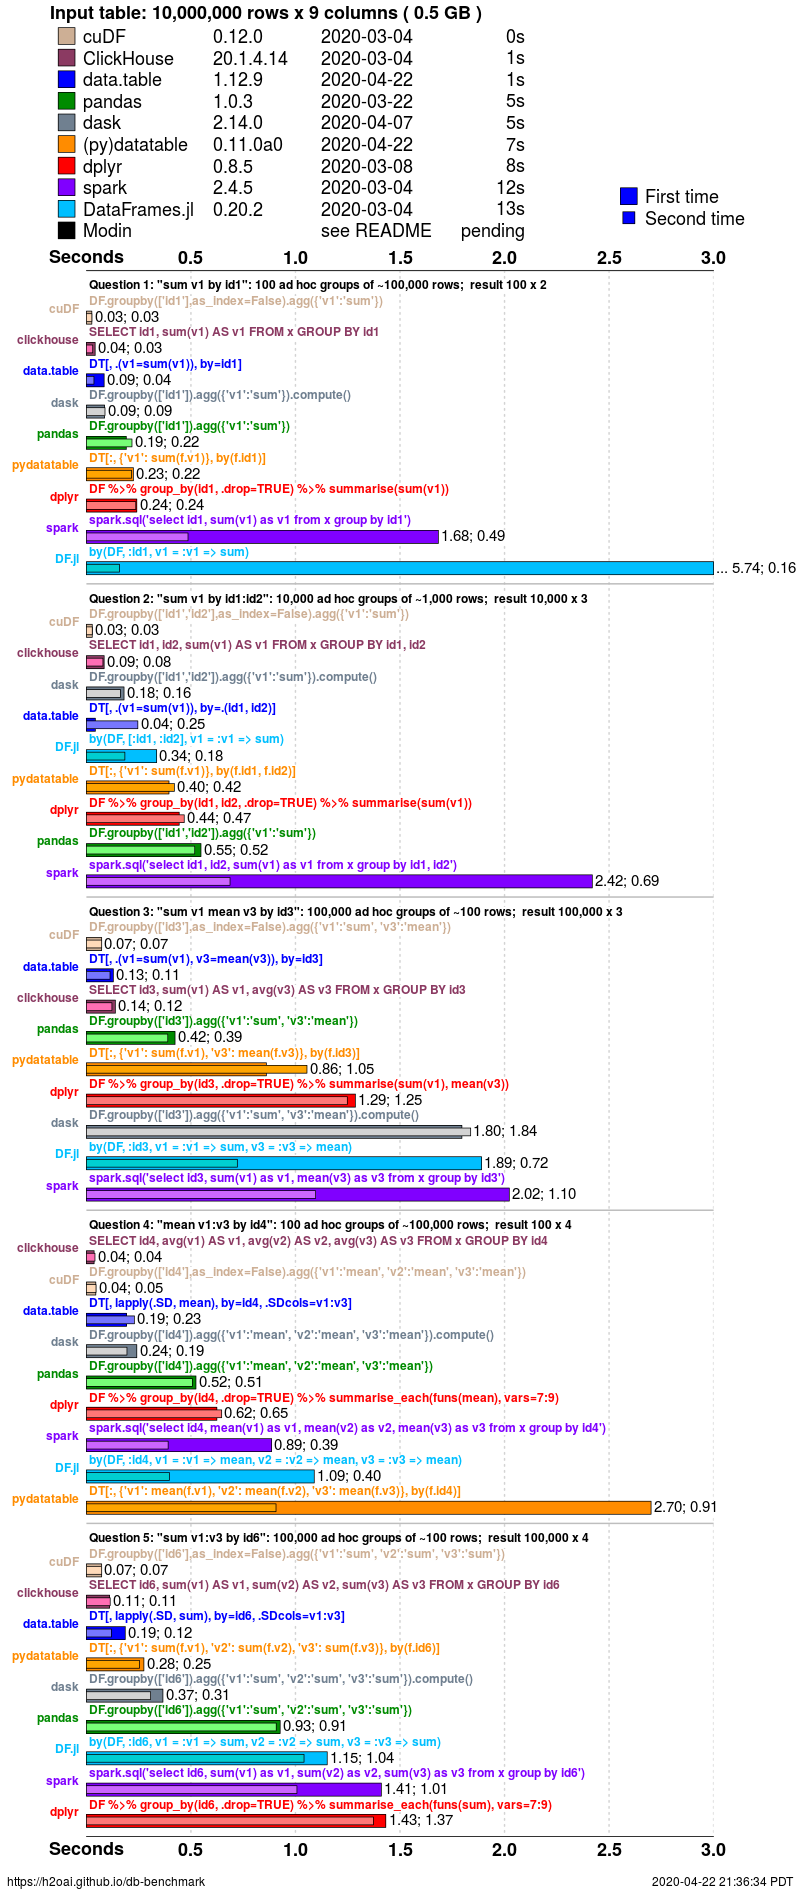 Input table: 10,000,000 rows x 9 columns ( 0.5 GB )
cuDF 0.12.0 2020-03-04 0s
ClickHouse 20.1.4.14 2020-03-04 1s
data.table 1.12.9 2020-04-22 1s
pandas 1.0.3 2020-03-22 5s
dask 2.14.0 2020-04-07 5s
(py)datatable 0.11.0a0 2020-04-22 7s
dplyr 0.8.5 2020-03-08 8s
spark 2.4.5 2020-03-04 12s
DataFrames.jl 0.20.2 2020-03-04 13s
Modin see README pending
First time
Second time
Seconds 0.5 1.0 1.5 2.0 2.5 3.0
Question 1: "sum v1 by id1": 100 ad hoc groups of ~100,000 rows; result 100 x 2
DF.groupby(['id1'],as_index=False).agg({'v1':'sum'})
cuDF 0.03; 0.03
SELECT id1, sum(v1) AS v1 FROM x GROUP BY id1
clickhouse 0.04; 0.03
DT[, .(v1=sum(v1)), by=id1]
data.table 0.09; 0.04
DF.groupby(['id1']).agg({'v1':'sum'}).compute()
dask 0.09; 0.09
DF.groupby(['id1']).agg({'v1':'sum'})
pandas 0.19; 0.22
DT[:, {'v1': sum(f.v1)}, by(f.id1)]
pydatatable 0.23; 0.22
DF %>% group_by(id1, .drop=TRUE) %>% summarise(sum(v1))
dplyr 0.24; 0.24
spark.sql('select id1, sum(v1) as v1 from x group by id1')
spark 1.68; 0.49
by(DF, :id1, v1 = :v1 => sum)
DF.jl ... 5.74; 0.16
Question 2: "sum v1 by id1:id2": 10,000 ad hoc groups of ~1,000 rows; result 10,000 x 3
DF.groupby(['id1','id2'],as_index=False).agg({'v1':'sum'})
cuDF 0.03; 0.03
SELECT id1, id2, sum(v1) AS v1 FROM x GROUP BY id1, id2
clickhouse 0.09; 0.08
DF.groupby(['id1','id2']).agg({'v1':'sum'}).compute()
dask 0.18; 0.16
DT[, .(v1=sum(v1)), by=.(id1, id2)]
data.table 0.04; 0.25
by(DF, [:id1, :id2], v1 = :v1 => sum)
DF.jl 0.34; 0.18
DT[:, {'v1': sum(f.v1)}, by(f.id1, f.id2)]
pydatatable 0.40; 0.42
DF %>% group_by(id1, id2, .drop=TRUE) %>% summarise(sum(v1))
dplyr 0.44; 0.47
DF.groupby(['id1','id2']).agg({'v1':'sum'})
pandas 0.55; 0.52
spark.sql('select id1, id2, sum(v1) as v1 from x group by id1, id2')
spark 2.42; 0.69
Question 3: "sum v1 mean v3 by id3": 100,000 ad hoc groups of ~100 rows; result 100,000 x 3
DF.groupby(['id3'],as_index=False).agg({'v1':'sum', 'v3':'mean'})
cuDF 0.07; 0.07
DT[, .(v1=sum(v1), v3=mean(v3)), by=id3]
data.table 0.13; 0.11
SELECT id3, sum(v1) AS v1, avg(v3) AS v3 FROM x GROUP BY id3
clickhouse 0.14; 0.12
DF.groupby(['id3']).agg({'v1':'sum', 'v3':'mean'})
pandas 0.42; 0.39
DT[:, {'v1': sum(f.v1), 'v3': mean(f.v3)}, by(f.id3)]
pydatatable 0.86; 1.05
DF %>% group_by(id3, .drop=TRUE) %>% summarise(sum(v1), mean(v3))
dplyr 1.29; 1.25
DF.groupby(['id3']).agg({'v1':'sum', 'v3':'mean'}).compute()
dask 1.80; 1.84
by(DF, :id3, v1 = :v1 => sum, v3 = :v3 => mean)
DF.jl 1.89; 0.72
spark.sql('select id3, sum(v1) as v1, mean(v3) as v3 from x group by id3')
spark 2.02; 1.10
Question 4: "mean v1:v3 by id4": 100 ad hoc groups of ~100,000 rows; result 100 x 4
SELECT id4, avg(v1) AS v1, avg(v2) AS v2, avg(v3) AS v3 FROM x GROUP BY id4
clickhouse 0.04; 0.04
DF.groupby(['id4'],as_index=False).agg({'v1':'mean', 'v2':'mean', 'v3':'mean'})
cuDF 0.04; 0.05
DT[, lapply(.SD, mean), by=id4, .SDcols=v1:v3]
data.table 0.19; 0.23
DF.groupby(['id4']).agg({'v1':'mean', 'v2':'mean', 'v3':'mean'}).compute()
dask 0.24; 0.19
DF.groupby(['id4']).agg({'v1':'mean', 'v2':'mean', 'v3':'mean'})
pandas 0.52; 0.51
DF %>% group_by(id4, .drop=TRUE) %>% summarise_each(funs(mean), vars=7:9)
dplyr 0.62; 0.65
spark.sql('select id4, mean(v1) as v1, mean(v2) as v2, mean(v3) as v3 from x group by id4')
spark 0.89; 0.39
by(DF, :id4, v1 = :v1 => mean, v2 = :v2 => mean, v3 = :v3 => mean)
DF.jl 1.09; 0.40
DT[:, {'v1': mean(f.v1), 'v2': mean(f.v2), 'v3': mean(f.v3)}, by(f.id4)]
pydatatable 2.70; 0.91
Question 5: "sum v1:v3 by id6": 100,000 ad hoc groups of ~100 rows; result 100,000 x 4
DF.groupby(['id6'],as_index=False).agg({'v1':'sum', 'v2':'sum', 'v3':'sum'})
cuDF 0.07; 0.07
SELECT id6, sum(v1) AS v1, sum(v2) AS v2, sum(v3) AS v3 FROM x GROUP BY id6
clickhouse 0.11; 0.11
DT[, lapply(.SD, sum), by=id6, .SDcols=v1:v3]
data.table 0.19; 0.12
DT[:, {'v1': sum(f.v1), 'v2': sum(f.v2), 'v3': sum(f.v3)}, by(f.id6)]
pydatatable 0.28; 0.25
DF.groupby(['id6']).agg({'v1':'sum', 'v2':'sum', 'v3':'sum'}).compute()
dask 0.37; 0.31
DF.groupby(['id6']).agg({'v1':'sum', 'v2':'sum', 'v3':'sum'})
pandas 0.93; 0.91
by(DF, :id6, v1 = :v1 => sum, v2 = :v2 => sum, v3 = :v3 => sum)
DF.jl 1.15; 1.04
spark.sql('select id6, sum(v1) as v1, sum(v2) as v2, sum(v3) as v3 from x group by id6')
spark 1.41; 1.01
DF %>% group_by(id6, .drop=TRUE) %>% summarise_each(funs(sum), vars=7:9)
dplyr 1.43; 1.37
Seconds 0.5 1.0 1.5 2.0 2.5 3.0
https://h2oai.github.io/db-benchmark 2020-04-22 21:36:34 PDT